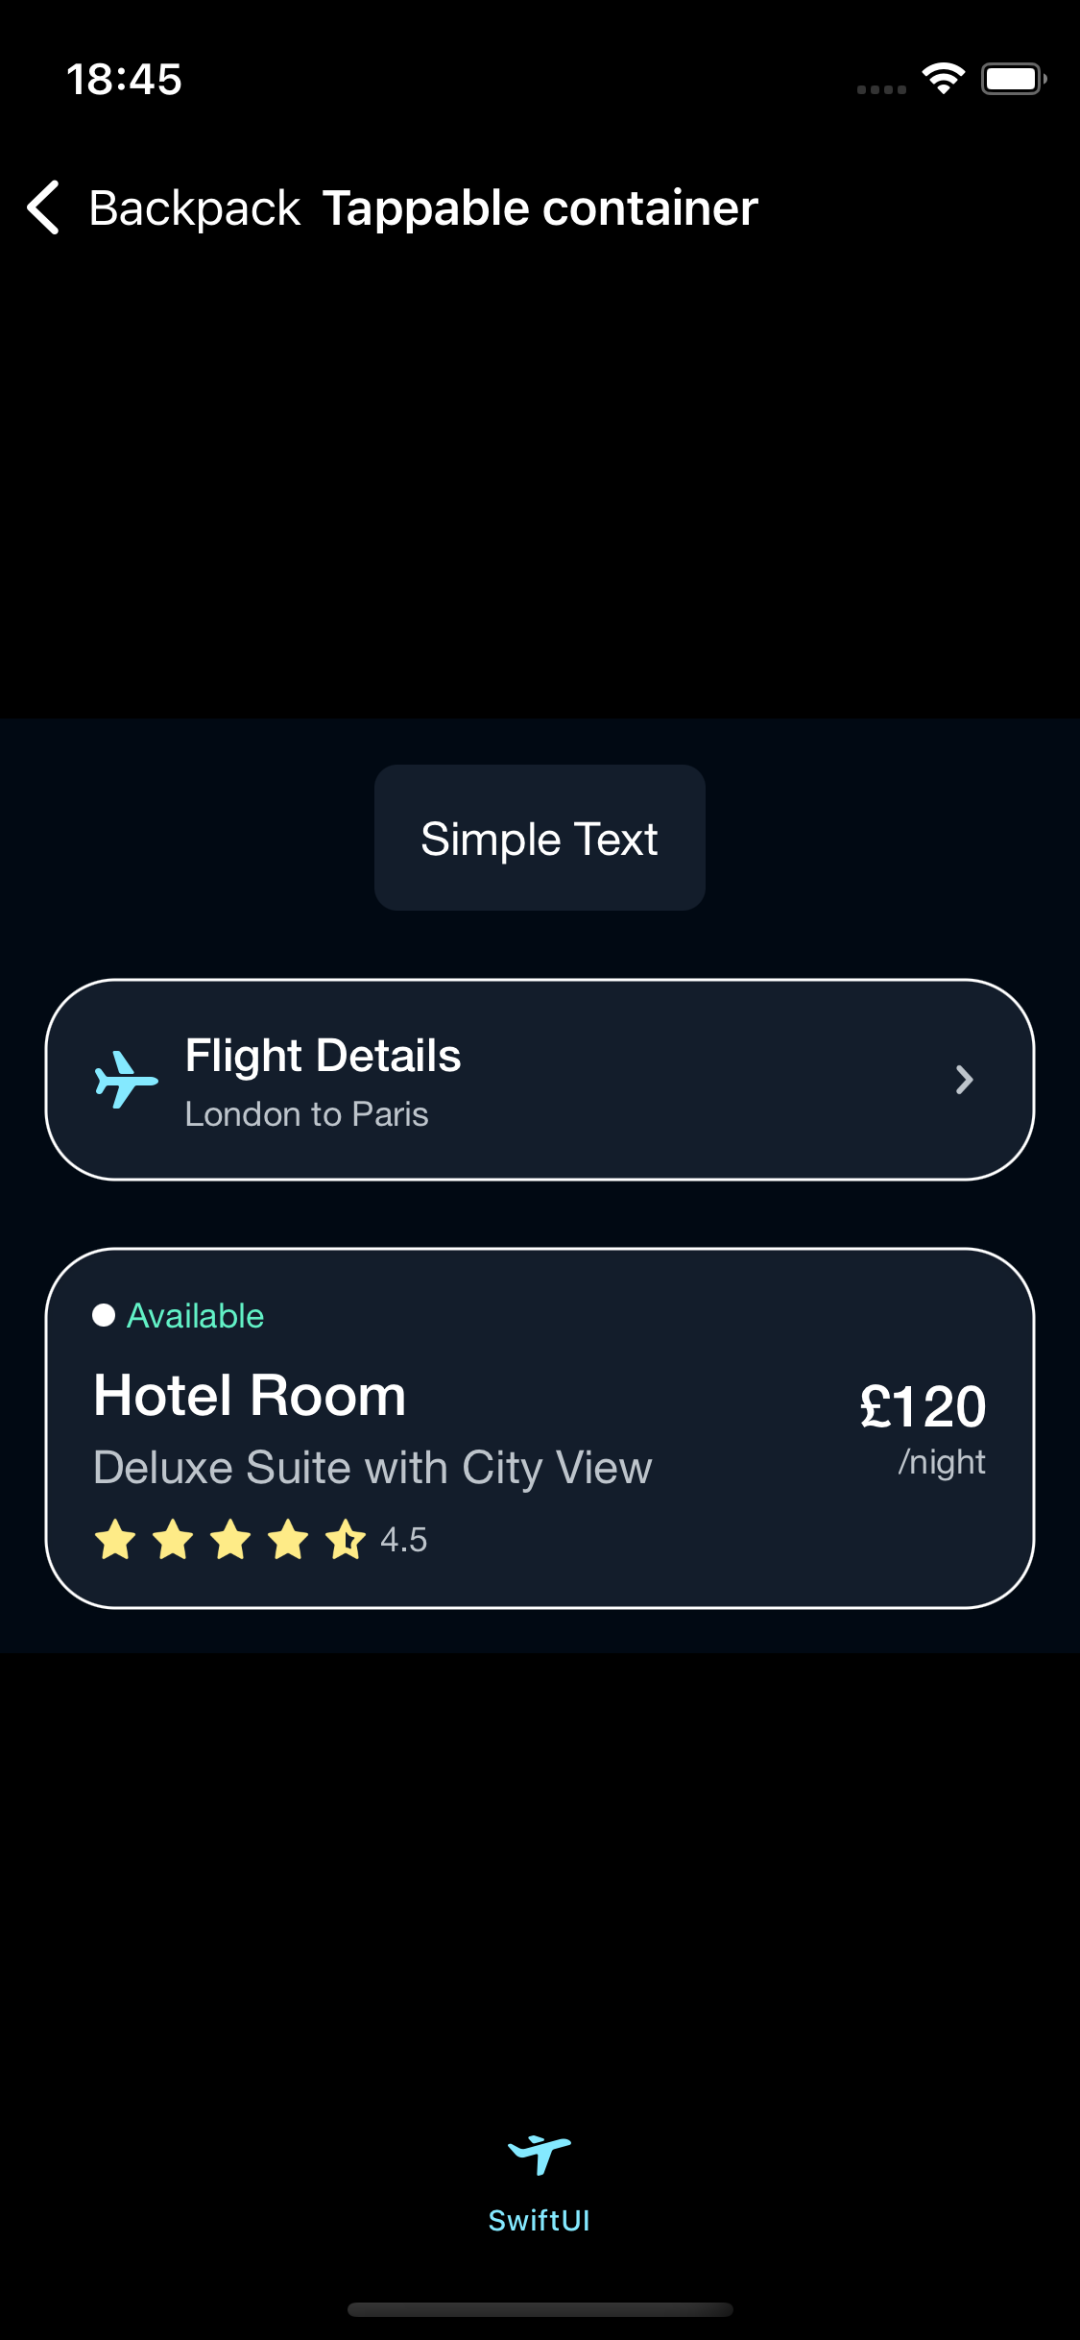 18:45
Backpack Tappable container
Simple Text
Flight Details
London to Paris
Available
Hotel Room
£120
Deluxe Suite with City View
/night
4.5
SwiftUI